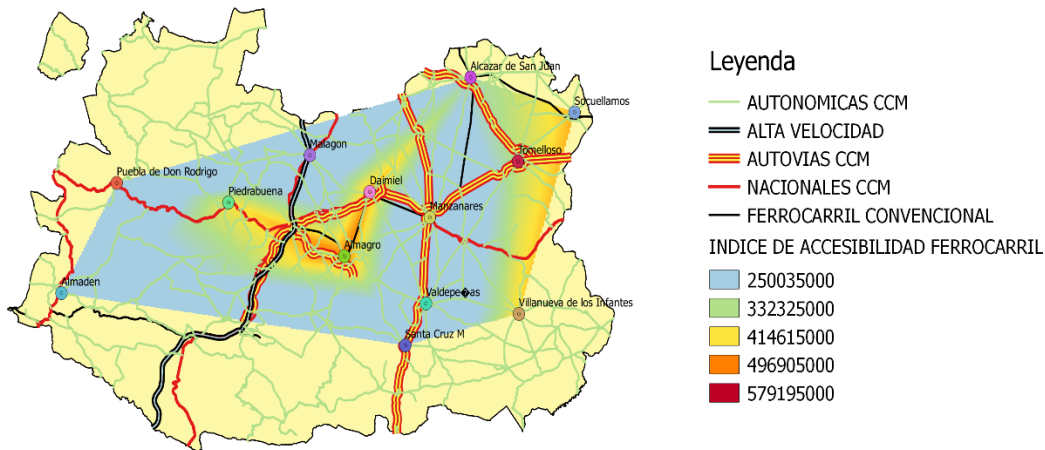 Alcazar de San Juan
Socuellamos
Malagon
Tomelloso
Puebla de Don Rodrigo
Piedrabuena
Daimiel
Manzanares
Almagro
Almaden
Valdepe�as
Villanueva de los Infantes
Santa Cruz M
Leyenda
AUTONOMICAS CCM
ALTA VELOCIDAD
AUTOVIAS CCM
NACIONALES CCM
FERROCARRIL CONVENCIONAL
INDICE DE ACCESIBILIDAD FERROCARRIL
250035000
332325000
414615000
496905000
579195000